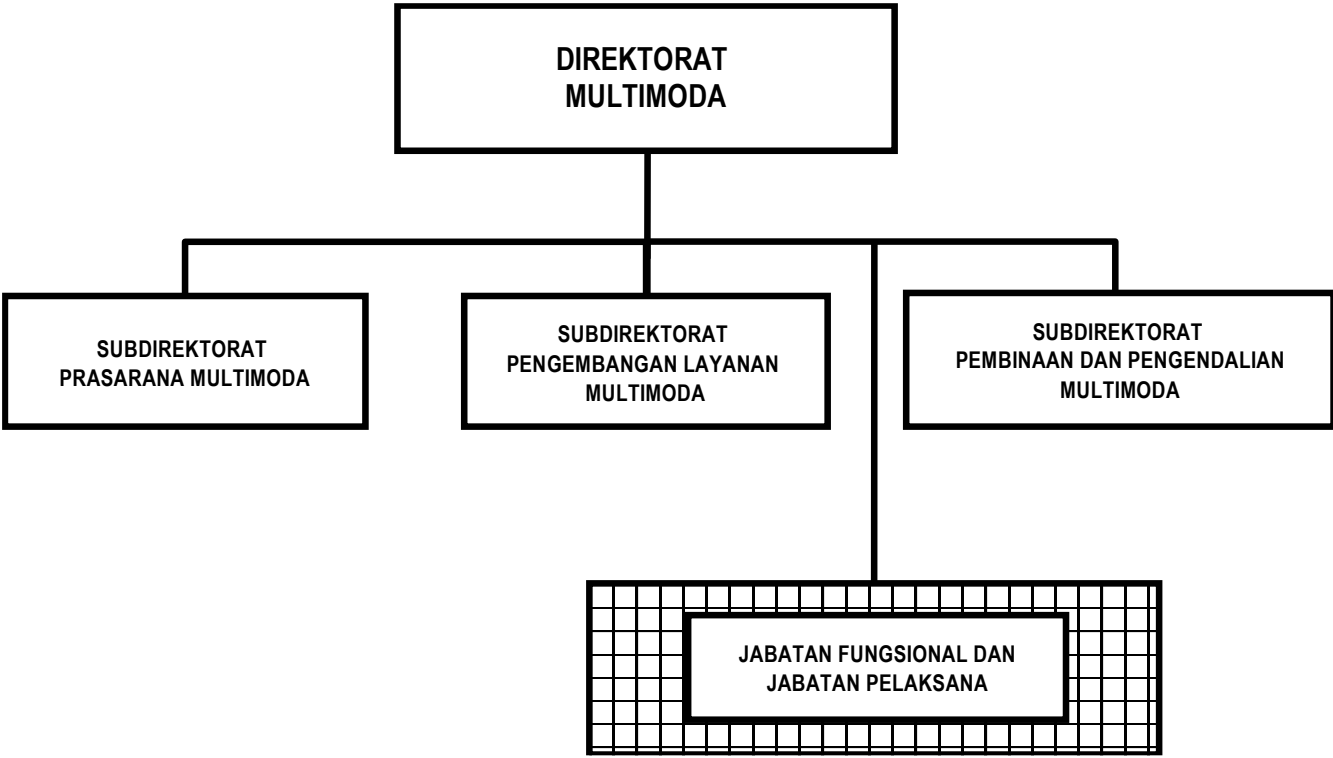 DIREKTORAT
MULTIMODA
SUBDIREKTORAT
PRASARANA MULTIMODA
SUBDIREKTORAT
PENGEMBANGAN LAYANAN
MULTIMODA
SUBDIREKTORAT
PEMBINAAN DAN PENGENDALIAN
MULTIMODA
JABATAN FUNGSIONAL DAN
JABATAN PELAKSANA